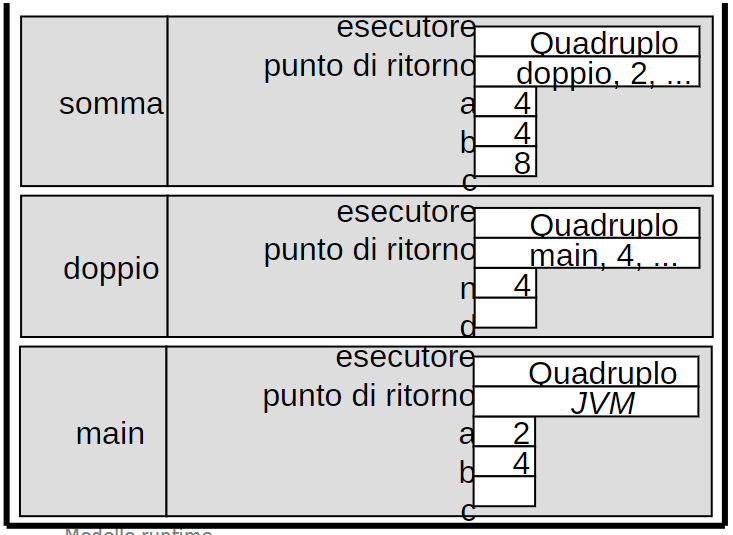 esecutore Quadruplo
punto di ritorno doppio, 2, ...
somma
a 4
b 4
c 8
esecutore Quadruplo
punto di ritorno main, 4, ...
doppio
n 4
d
esecutore Quadruplo
punto di ritorno JVM
main
a 2
b 4
c
Modello runtime